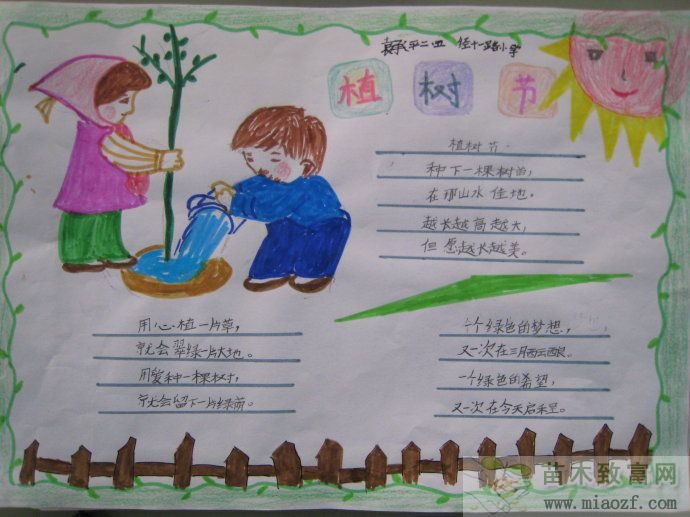 二四 经十一路小学
植树节
植树节
种下一棵树苗,
在那山水佳地。
越长越高越大,
但愿越长越美。
用心植一片草,
就会翠绿一片大地。
用爱种一棵树,
就会留下一片绿荫。
一个绿色的梦想,
又一次在三月酝酿。
一个绿色的希望,
又一次在今天启程。
苗木致富网
www.miaozf.com